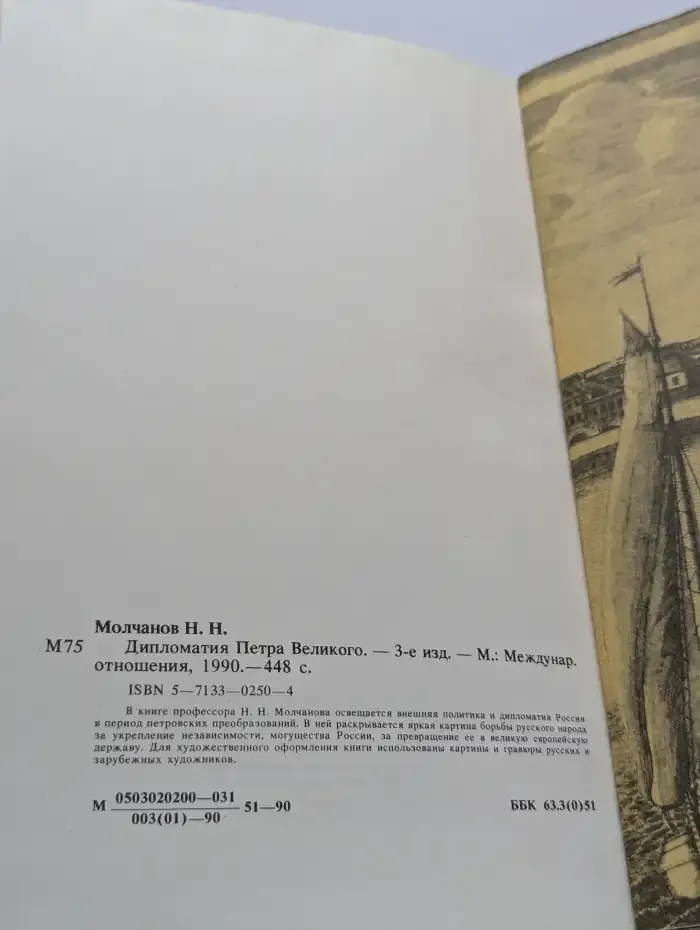 Молчанов Н. Н.
М75 Дипломатия Петра Великого. — 3-е изд. — М.: Междунар.
отношения, 1990.—448 с.
ISBN 5—7133—0250—4
В книге профессора Н. Н. Молчанова освещается внешняя политика и дипломатия России
в период петровских преобразований. В ней раскрывается яркая картина борьбы русского народа
за укрепление независимости, могущества России, за превращение ее в великую европейскую
державу. Для художественного оформления книги использованы картины и гравюры русских и
зарубежных художников.
М 0503020200—031 51—90
003(01)—90
ББК 63.3(0)51